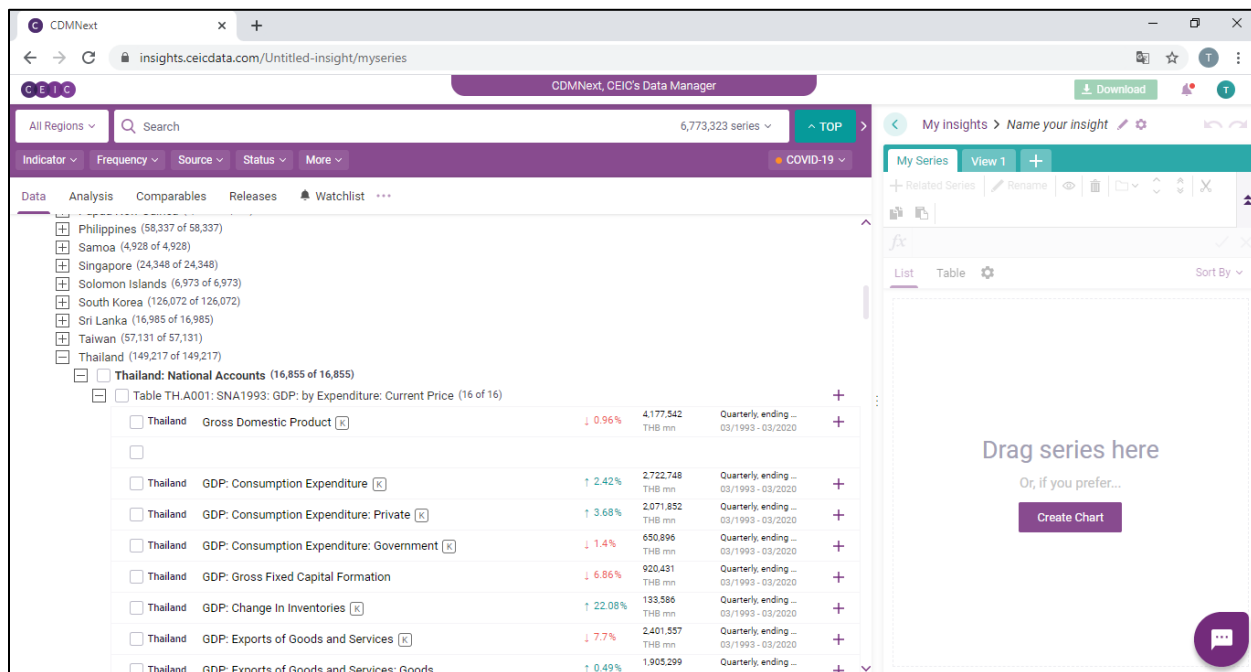 CDMNext
insights.ceicdata.com/Untitled-insight/myseries
T
CEIC
CDMNext, CEIC's Data Manager
Download
T
All Regions
Search
6,773,323 series
TOP
My insights > Name your insight
Indicator
Frequency
Source
Status
More
COVID-19
My Series
View 1
+ Related Series
Rename
Data
Analysis
Comparables
Releases
Watchlist
fx
List
Table
Sort By
Philippines (58,337 of 58,337)
Samoa (4,928 of 4,928)
Singapore (24,348 of 24,348)
Solomon Islands (6,973 of 6,973)
South Korea (126,072 of 126,072)
Sri Lanka (16,985 of 16,985)
Taiwan (57,131 of 57,131)
Thailand (149,217 of 149,217)
Thailand: National Accounts (16,855 of 16,855)
Table TH.A001: SNA1993: GDP: by Expenditure: Current Price (16 of 16)
Thailand Gross Domestic Product K ↓ 0.96% 4,177,542 THB mn Quarterly, ending ... 03/1993 - 03/2020
Thailand GDP: Consumption Expenditure K ↑ 2.42% 2,722,748 THB mn Quarterly, ending ... 03/1993 - 03/2020
Thailand GDP: Consumption Expenditure: Private K ↑ 3.68% 2,071,852 THB mn Quarterly, ending ... 03/1993 - 03/2020
Thailand GDP: Consumption Expenditure: Government K ↓ 1.4% 650,896 THB mn Quarterly, ending ... 03/1993 - 03/2020
Thailand GDP: Gross Fixed Capital Formation ↓ 6.86% 920,431 THB mn Quarterly, ending ... 03/1993 - 03/2020
Thailand GDP: Change In Inventories K ↑ 22.08% 133,586 THB mn Quarterly, ending ... 03/1993 - 03/2020
Thailand GDP: Exports of Goods and Services K ↓ 7.7% 2,401,557 THB mn Quarterly, ending ... 03/1993 - 03/2020
Thailand GDP: Exports of Goods and Services: Goods ↑ 0.49% 1,905,299 Quarterly, ending ...
Drag series here
Or, if you prefer...
Create Chart